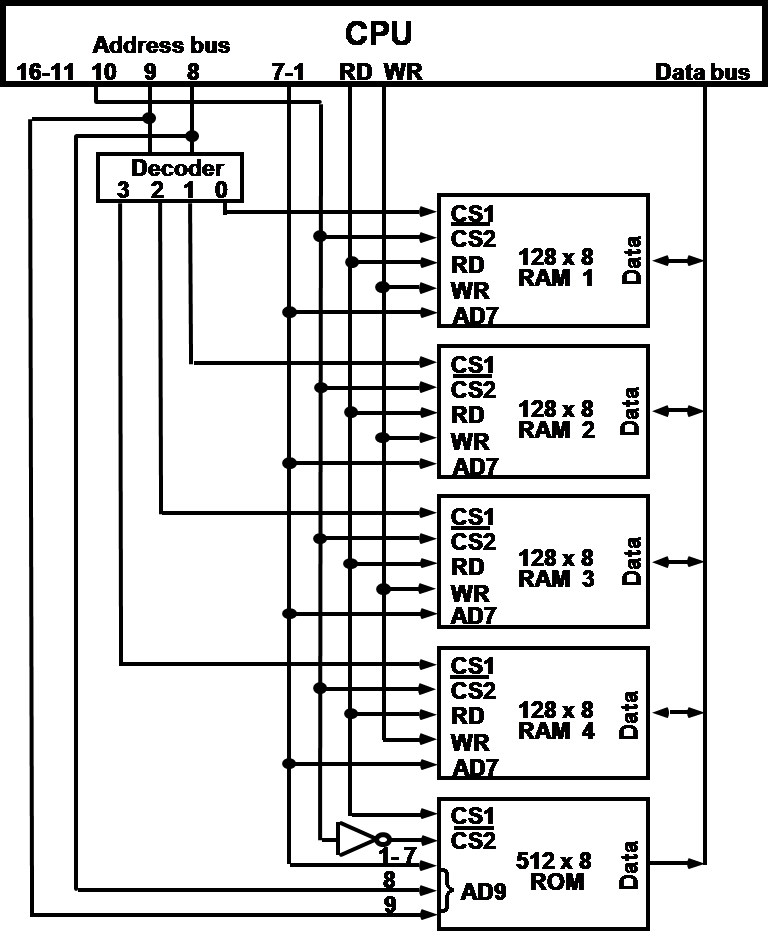 CPU
Address bus
16-11 10 9 8 7-1 RD WR Data bus
Decoder
3 2 1 0
CS1
CS2
RD
WR
AD7
128 x 8
RAM 1
Data
CS1
CS2
RD
WR
AD7
128 x 8
RAM 2
Data
CS1
CS2
RD
WR
AD7
128 x 8
RAM 3
Data
CS1
CS2
RD
WR
AD7
128 x 8
RAM 4
Data
CS1
CS2
1- 7
8
9
AD9
512 x 8
ROM
Data